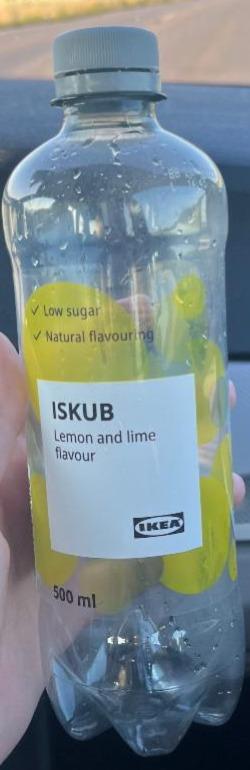 ✓ Low sugar
✓ Natural flavouring
ISKUB
Lemon and lime
flavour
IKEA
500 ml